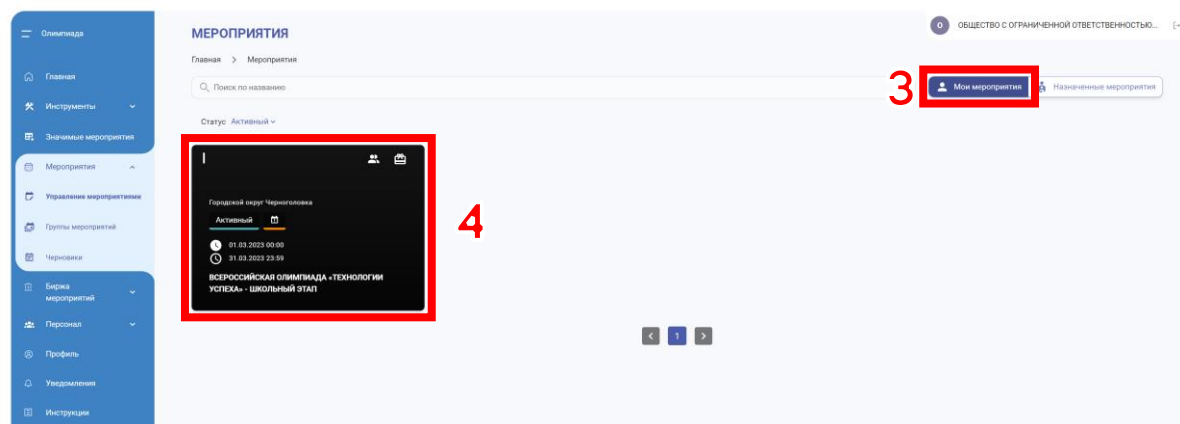 Олимпиада
Главная
Инструменты
Значимые мероприятия
Мероприятия
Управление мероприятиями
Группы мероприятий
Черновики
Биржа
мероприятий
Персонал
Профиль
Уведомления
Инструкции
МЕРОПРИЯТИЯ
О ОБЩЕСТВО С ОГРАНИЧЕННОЙ ОТВЕТСТВЕННОСТЬЮ...
Главная > Мероприятия
Поиск по названию
3
Мои мероприятия
Назначенные мероприятия
Статус Активный
Городской округ Черноголовка
Активный
01.03.2023 00:00
31.03.2023 23:59
ВСЕРОССИЙСКАЯ ОЛИМПИАДА «ТЕХНОЛОГИИ
УСПЕХА» - ШКОЛЬНЫЙ ЭТАП
4
< 1 >